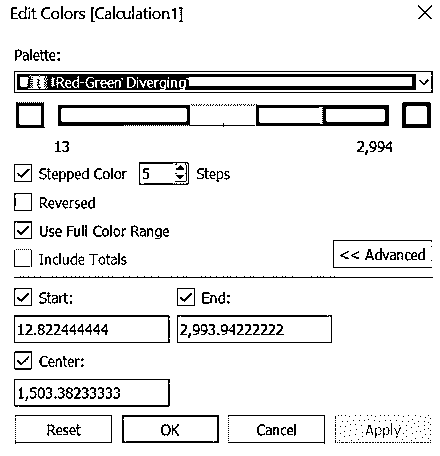 Edit Colors [Calculation1]
Palette:
Red-Green Diverging
13 2,994
Stepped Color 5 Steps
Reversed
Use Full Color Range
Include Totals
<< Advanced
Start: End:
12.822444444 2,993.94222222
Center:
1,503.38233333
Reset OK Cancel Apply